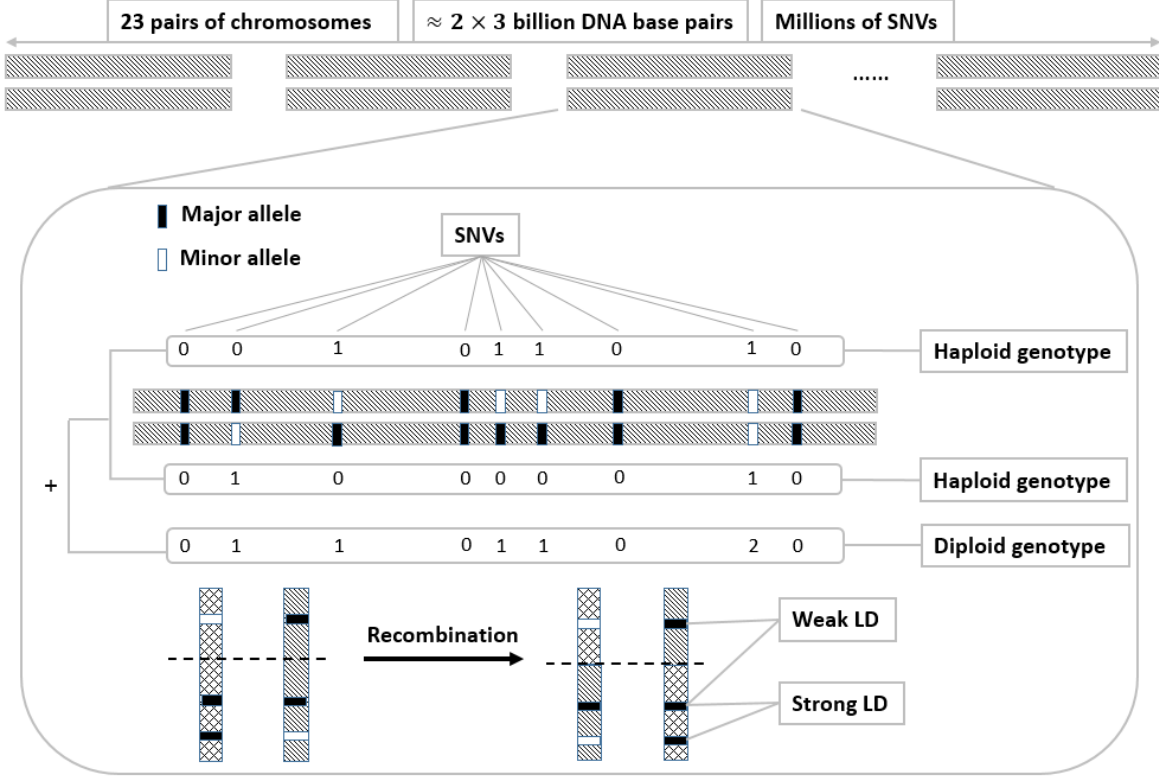 23 pairs of chromosomes
≈ 2 × 3 billion DNA base pairs
Millions of SNVs
......
Major allele
Minor allele
SNVs
0 0 1 0 1 1 0 1 0
Haploid genotype
0 1 0 0 0 0 0 1 0
Haploid genotype
+
0 1 1 0 1 1 0 2 0
Diploid genotype
Recombination
Weak LD
Strong LD